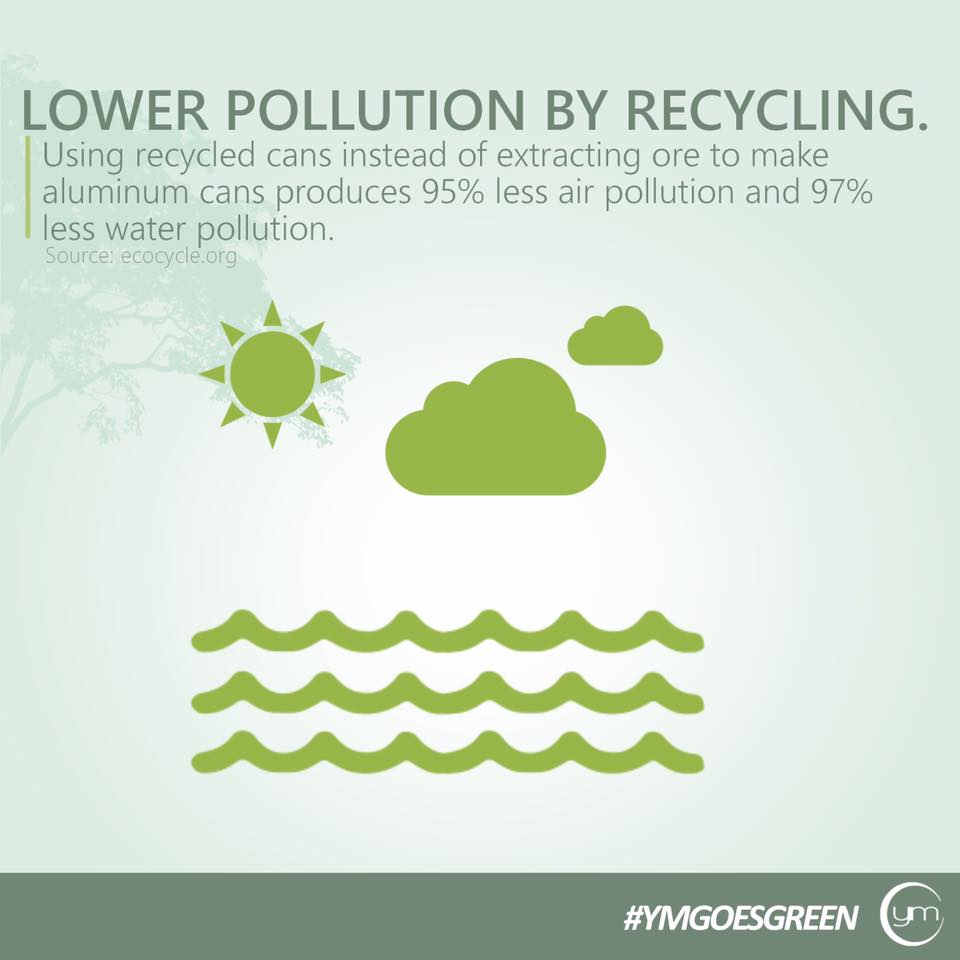 LOWER POLLUTION BY RECYCLING.
Using recycled cans instead of extracting ore to make
aluminum cans produces 95% less air pollution and 97%
less water pollution.
Source: ecocycle.org
#YMGOESGREEN
ym